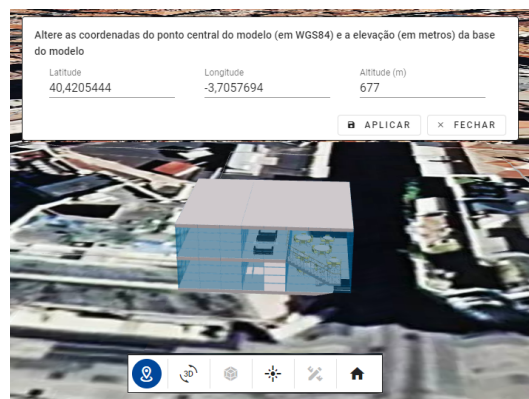 Altere as coordenadas do ponto central do modelo (em WGS84) e a elevação (em metros) da base
do modelo
Latitude Longitude Altitude (m)
40,4205444 -3,7057694 677
APLICAR × FECHAR
3D